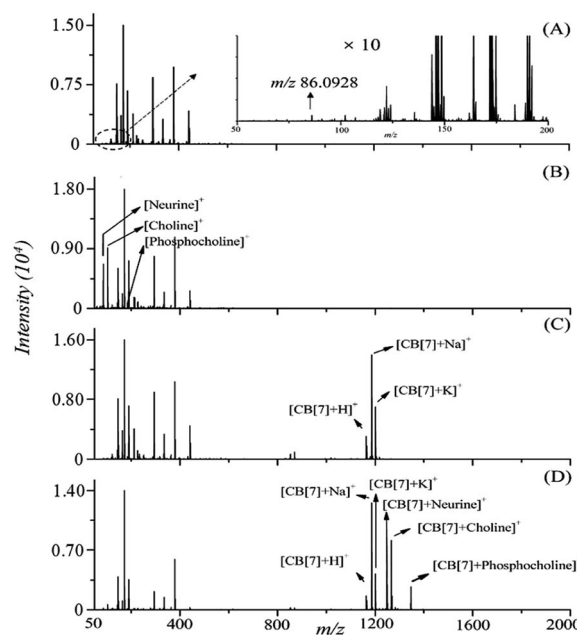 (A)
1.50
0.75
0
× 10
m/z 86.0928
50
100
150
200
m/z
(B)
1.80
0.90
0
[Neurine]+
[Choline]+
[Phosphocholine]+
Intensity (10⁴)
(C)
1.60
0.80
0
[CB[7]+Na]+
[CB[7]+K]+
[CB[7]+H]+
(D)
1.40
0.70
0
[CB[7]+Na]+
[CB[7]+K]+
[CB[7]+Neurine]+
[CB[7]+Choline]+
[CB[7]+H]+
[CB[7]+Phosphocholine]
50
400
800
1200
1600
2000
m/z